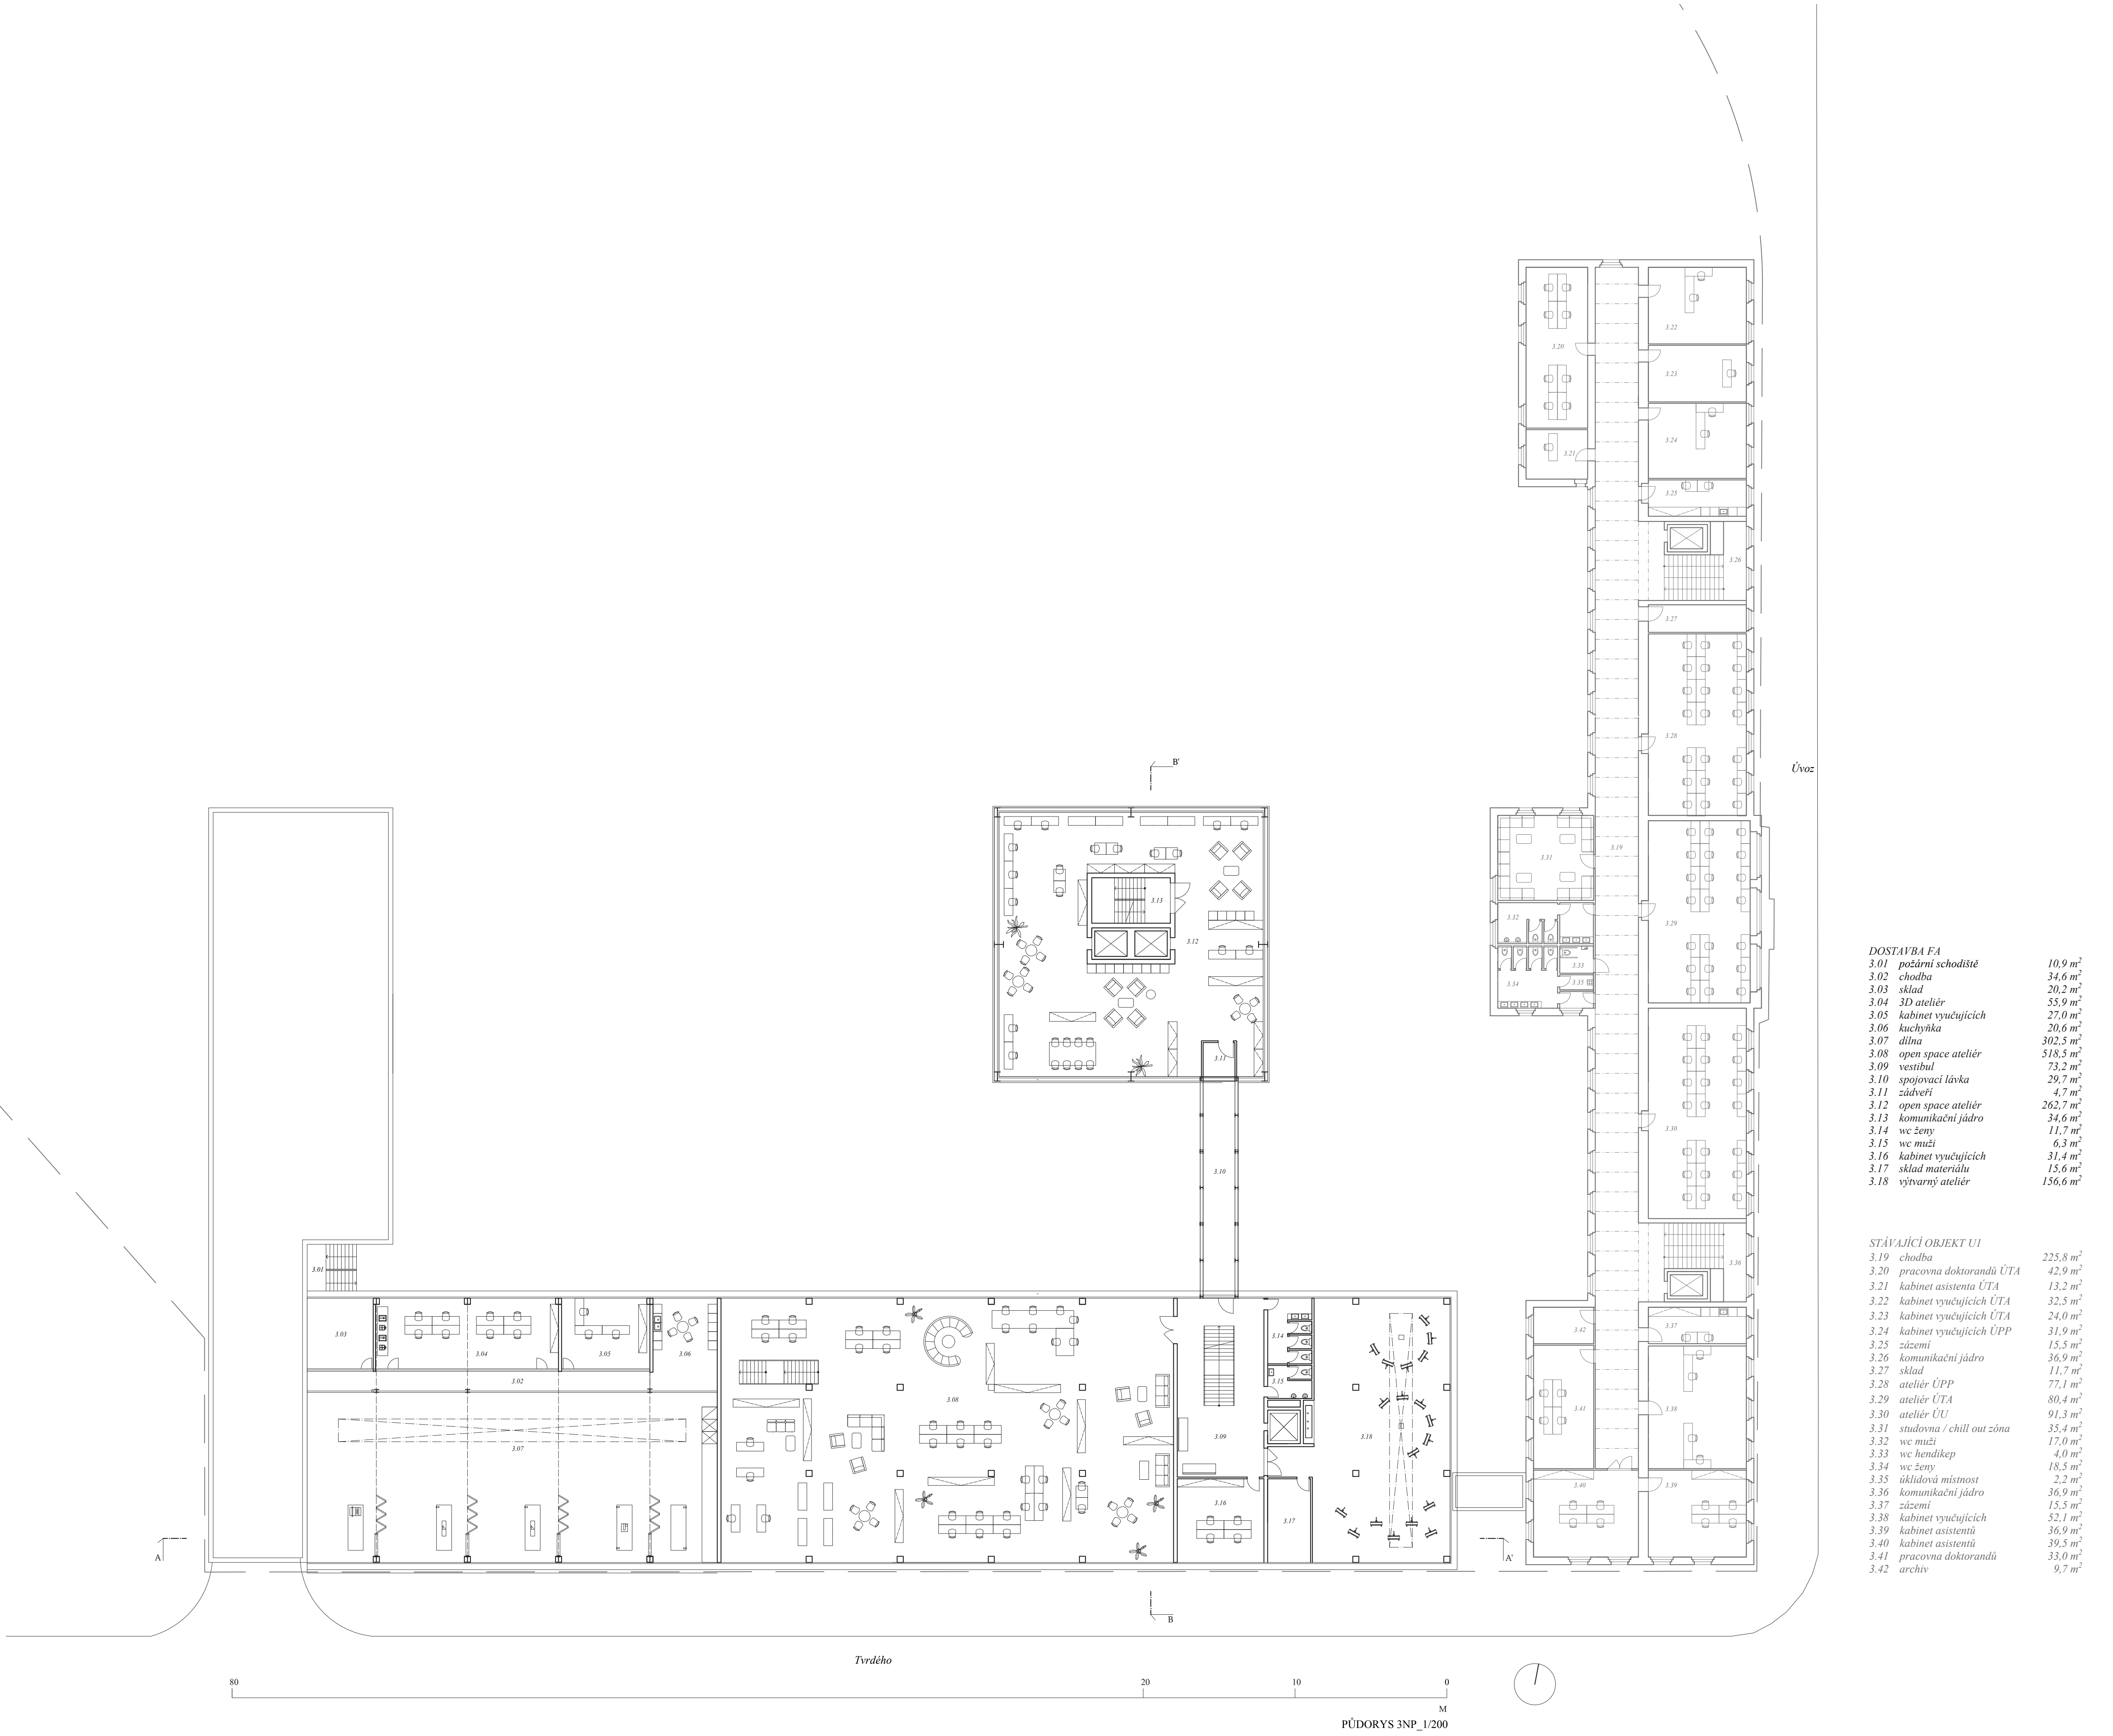 3.20
3.22
3.23
3.24
3.21
3.25
3.26
3.27
3.28
B'
Úvoz
3.19
3.31
3.13
3.32
3.29
3.12
3.33
3.34
3.35
3.11
3.30
3.10
3.01
3.36
3.03
3.04
3.05
3.06
3.14
3.42
3.37
3.02
3.15
3.08
3.41
3.38
3.07
3.09
3.18
3.40
3.39
3.16
3.17
A
A'
B
Tvrdého
80
20
10
0
M
PŮDORYS 3NP_1/200
DOSTAVBA FA
3.01 požární schodiště 10,9 m²
3.02 chodba 34,6 m²
3.03 sklad 20,2 m²
3.04 3D ateliér 55,9 m²
3.05 kabinet vyučujících 27,0 m²
3.06 kuchyňka 20,6 m²
3.07 dílna 302,5 m²
3.08 open space ateliér 518,5 m²
3.09 vestibul 73,2 m²
3.10 spojovací lávka 29,7 m²
3.11 zádveří 4,7 m²
3.12 open space ateliér 262,7 m²
3.13 komunikační jádro 34,6 m²
3.14 wc ženy 11,7 m²
3.15 wc muži 6,3 m²
3.16 kabinet vyučujících 31,4 m²
3.17 sklad materiálu 15,6 m²
3.18 výtvarný ateliér 156,6 m²
STÁVAJÍCÍ OBJEKT U1
3.19 chodba 225,8 m²
3.20 pracovna doktorandů ÚTA 42,9 m²
3.21 kabinet asistenta ÚTA 13,2 m²
3.22 kabinet vyučujících ÚTA 32,5 m²
3.23 kabinet vyučujících ÚTA 24,0 m²
3.24 kabinet vyučujících ÚPP 31,9 m²
3.25 zázemí 15,5 m²
3.26 komunikační jádro 36,9 m²
3.27 sklad 11,7 m²
3.28 ateliér ÚPP 77,1 m²
3.29 ateliér ÚTA 80,4 m²
3.30 ateliér ÚU 91,3 m²
3.31 studovna / chill out zóna 35,4 m²
3.32 wc muži 17,0 m²
3.33 wc hendikep 4,0 m²
3.34 wc ženy 18,5 m²
3.35 úklidová místnost 2,2 m²
3.36 komunikační jádro 36,9 m²
3.37 zázemí 15,5 m²
3.38 kabinet vyučujících 52,1 m²
3.39 kabinet asistentů 36,9 m²
3.40 kabinet asistentů 39,5 m²
3.41 pracovna doktorandů 33,0 m²
3.42 archiv 9,7 m²